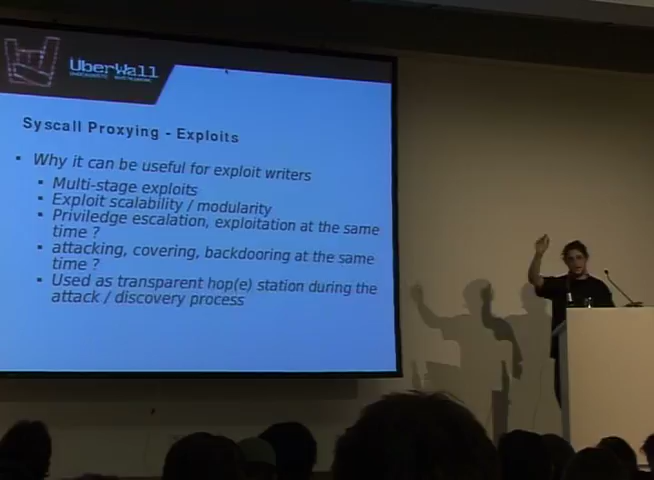 UberWall
Syscall Proxying - Exploits
Why it can be useful for exploit writers
Multi-stage exploits
Exploit scalability / modularity
Priviledge escalation, exploitation at the same
time ?
attacking, covering, backdooring at the same
time ?
Used as transparent hop(e) station during the
attack / discovery process